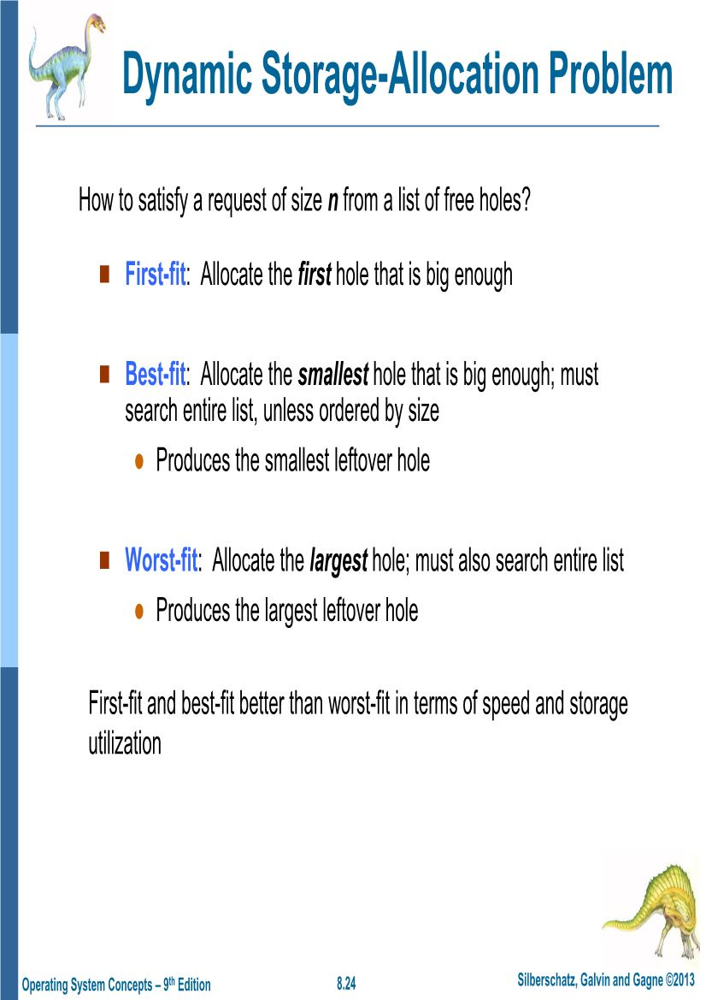 Dynamic Storage-Allocation Problem
How to satisfy a request of size n from a list of free holes?
First-fit: Allocate the first hole that is big enough
Best-fit: Allocate the smallest hole that is big enough; must
search entire list, unless ordered by size
Produces the smallest leftover hole
Worst-fit: Allocate the largest hole; must also search entire list
Produces the largest leftover hole
First-fit and best-fit better than worst-fit in terms of speed and storage
utilization
Operating System Concepts – 9th Edition
8.24
Silberschatz, Galvin and Gagne ©2013